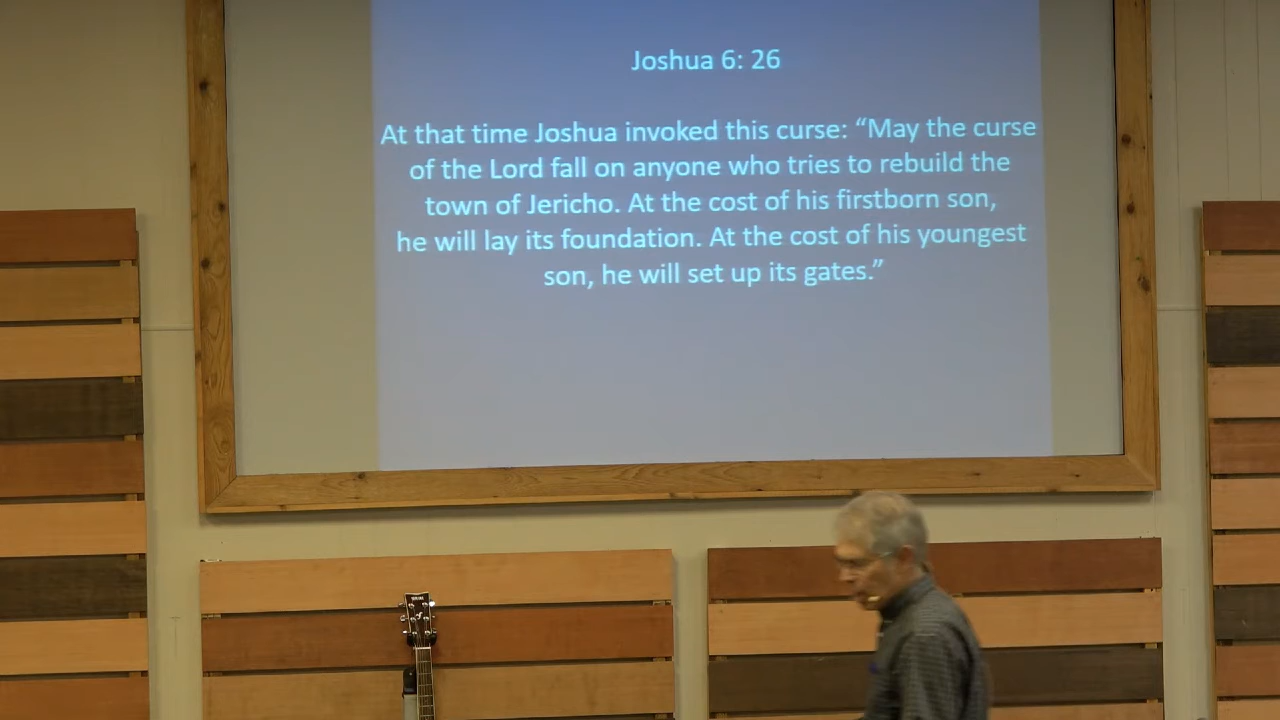 Joshua 6: 26
At that time Joshua invoked this curse: “May the curse
of the Lord fall on anyone who tries to rebuild the
town of Jericho. At the cost of his firstborn son,
he will lay its foundation. At the cost of his youngest
son, he will set up its gates.”
YAMAHA